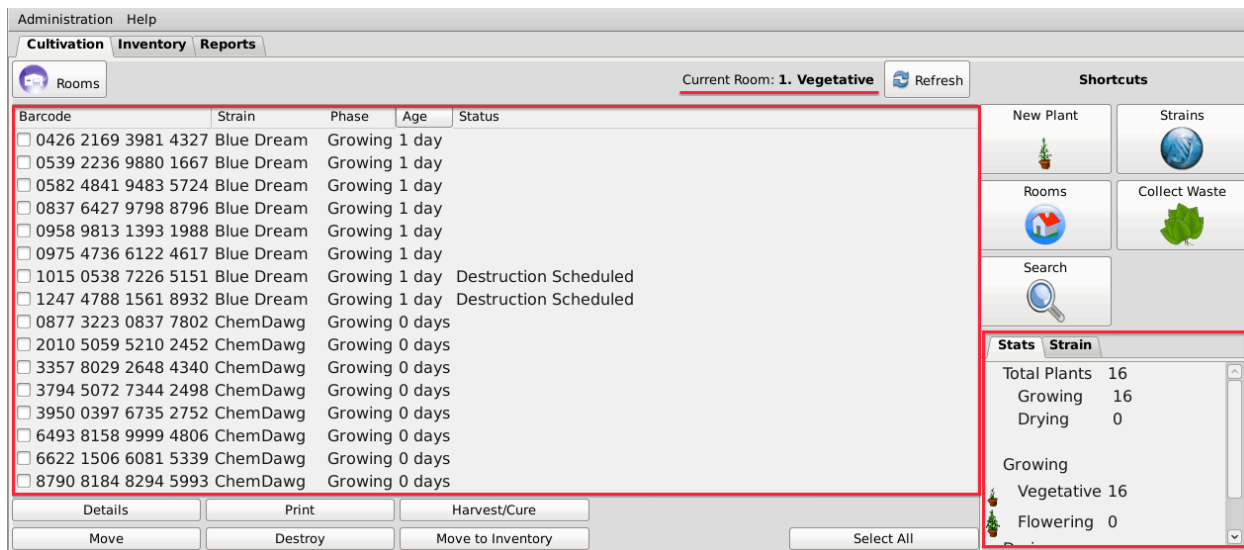 Administration Help
Cultivation Inventory Reports
Rooms Current Room: 1. Vegetative Refresh Shortcuts
Barcode Strain Phase Age Status
0426 2169 3981 4327 Blue Dream Growing 1 day
0539 2236 9880 1667 Blue Dream Growing 1 day
0582 4841 9483 5724 Blue Dream Growing 1 day
0837 6427 9798 8796 Blue Dream Growing 1 day
0958 9813 1393 1988 Blue Dream Growing 1 day
0975 4736 6122 4617 Blue Dream Growing 1 day
1015 0538 7226 5151 Blue Dream Growing 1 day Destruction Scheduled
1247 4788 1561 8932 Blue Dream Growing 1 day Destruction Scheduled
0877 3223 0837 7802 ChemDawg Growing 0 days
2010 5059 5210 2452 ChemDawg Growing 0 days
3357 8029 2648 4340 ChemDawg Growing 0 days
3794 5072 7344 2498 ChemDawg Growing 0 days
3950 0397 6735 2752 ChemDawg Growing 0 days
6493 8158 9999 4806 ChemDawg Growing 0 days
6622 1506 6081 5339 ChemDawg Growing 0 days
8790 8184 8294 5993 ChemDawg Growing 0 days
Details Print Harvest/Cure
Move Destroy Move to Inventory Select All
New Plant Strains
Rooms Collect Waste
Search
Stats Strain
Total Plants 16
Growing 16
Drying 0
Growing
Vegetative 16
Flowering 0